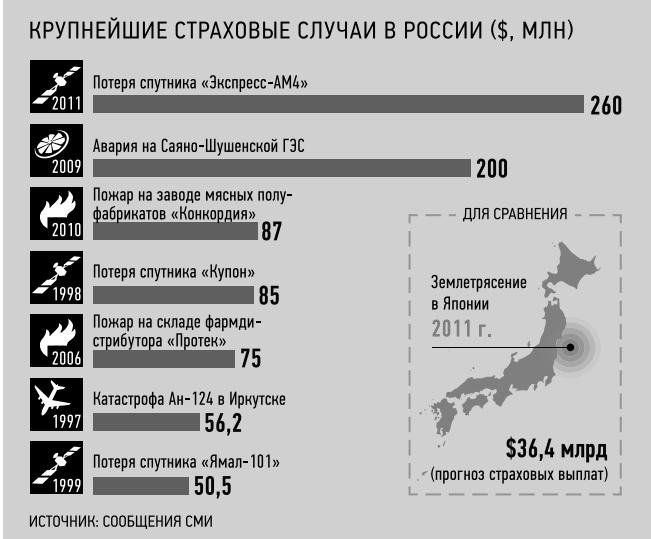 КРУПНЕЙШИЕ СТРАХОВЫЕ СЛУЧАИ В РОССИИ ($, МЛН)
2011
Потеря спутника «Экспресс-АМ4»
260
2009
Авария на Саяно-Шушенской ГЭС
200
2010
Пожар на заводе мясных полу-
фабрикатов «Конкордия»
87
1998
Потеря спутника «Купон»
85
2006
Пожар на складе фармди-
стрибутора «Протек»
75
1997
Катастрофа Ан-124 в Иркутске
56,2
1999
Потеря спутника «Ямал-101»
50,5
ДЛЯ СРАВНЕНИЯ
Землетрясение
в Японии
2011 г.
$36,4 млрд
(прогноз страховых выплат)
ИСТОЧНИК: СООБЩЕНИЯ СМИ